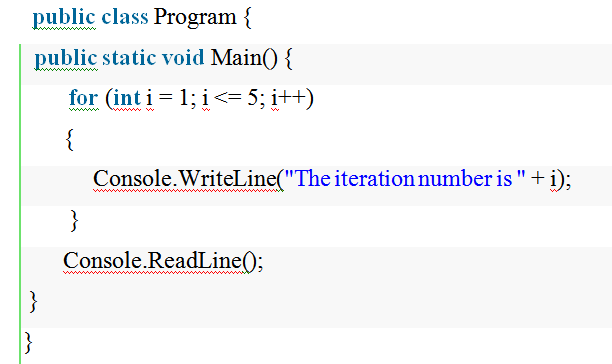 public class Program {
public static void Main() {
for (int i = 1; i <= 5; i++)
{
Console.WriteLine("The iteration number is " + i);
}
Console.ReadLine();
}
}